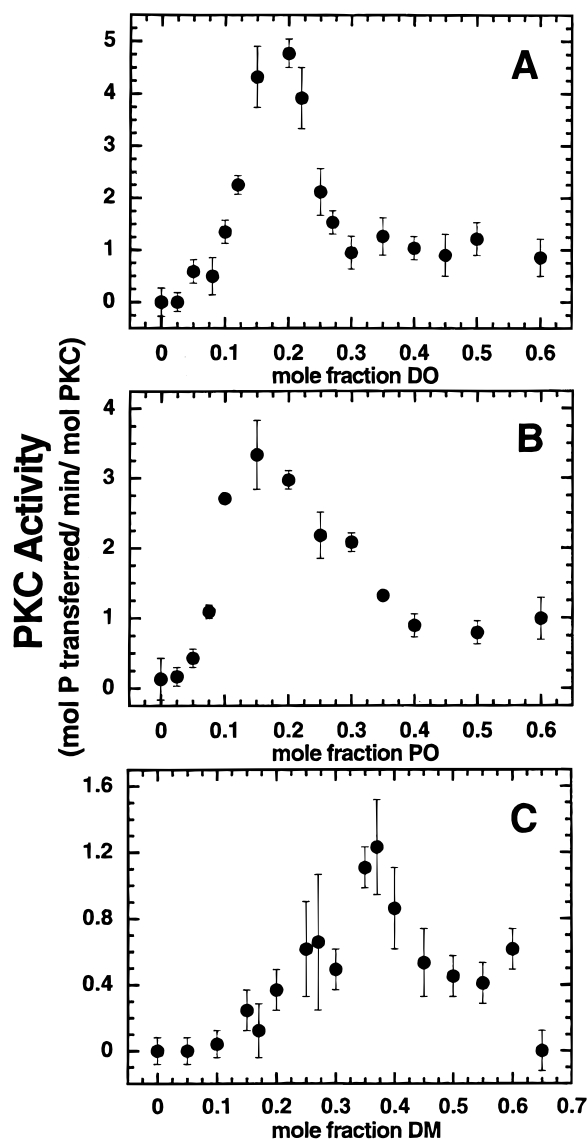 PKC Activity
(mol P transferred/ min/ mol PKC)
A
5
4
3
2
1
0
0 0.1 0.2 0.3 0.4 0.5 0.6
mole fraction DO
B
4
3
2
1
0
0 0.1 0.2 0.3 0.4 0.5 0.6
mole fraction PO
C
1.6
1.2
0.8
0.4
0
0 0.1 0.2 0.3 0.4 0.5 0.6 0.7
mole fraction DM